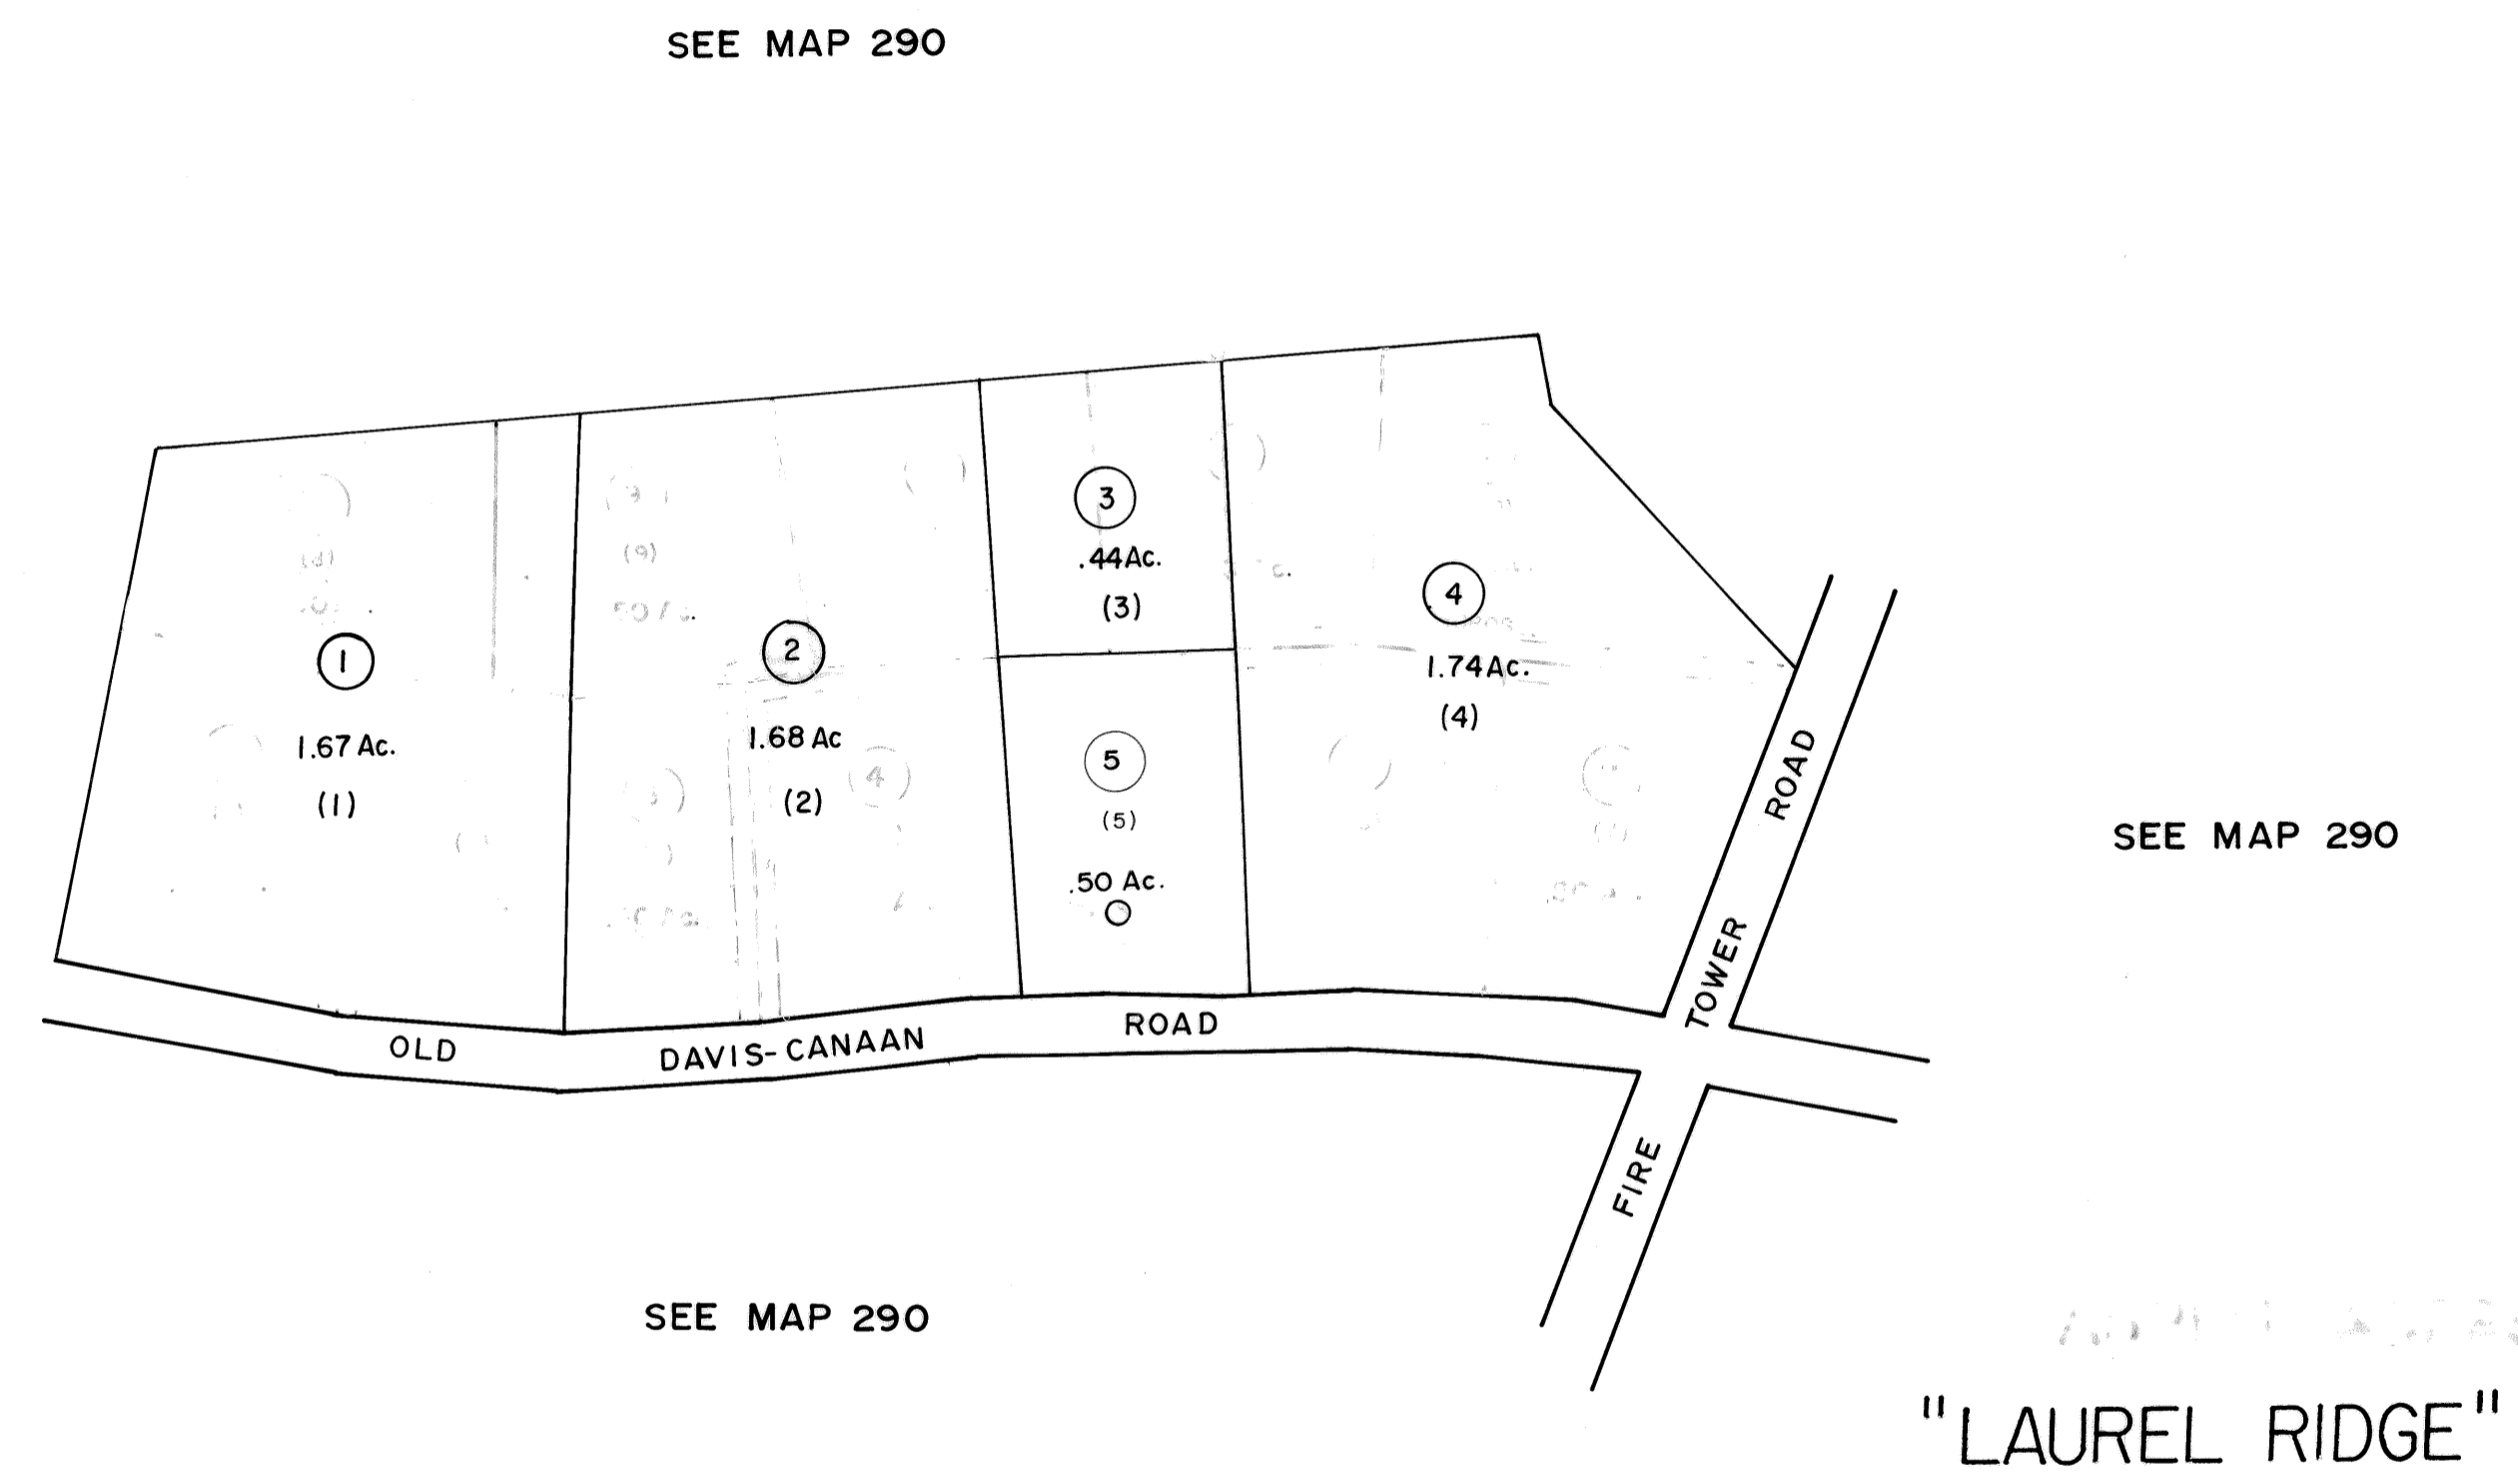 SEE MAP 290
3
.44Ac.
(3)
4
1.74Ac.
(4)
1
1.67 Ac.
(1)
2
1.68 Ac
(2)
(9)
4
5
(5)
.50 Ac.
SEE MAP 290
OLD DAVIS-CANAAN ROAD
FIRE TOWER ROAD
SEE MAP 290
"LAUREL RIDGE"